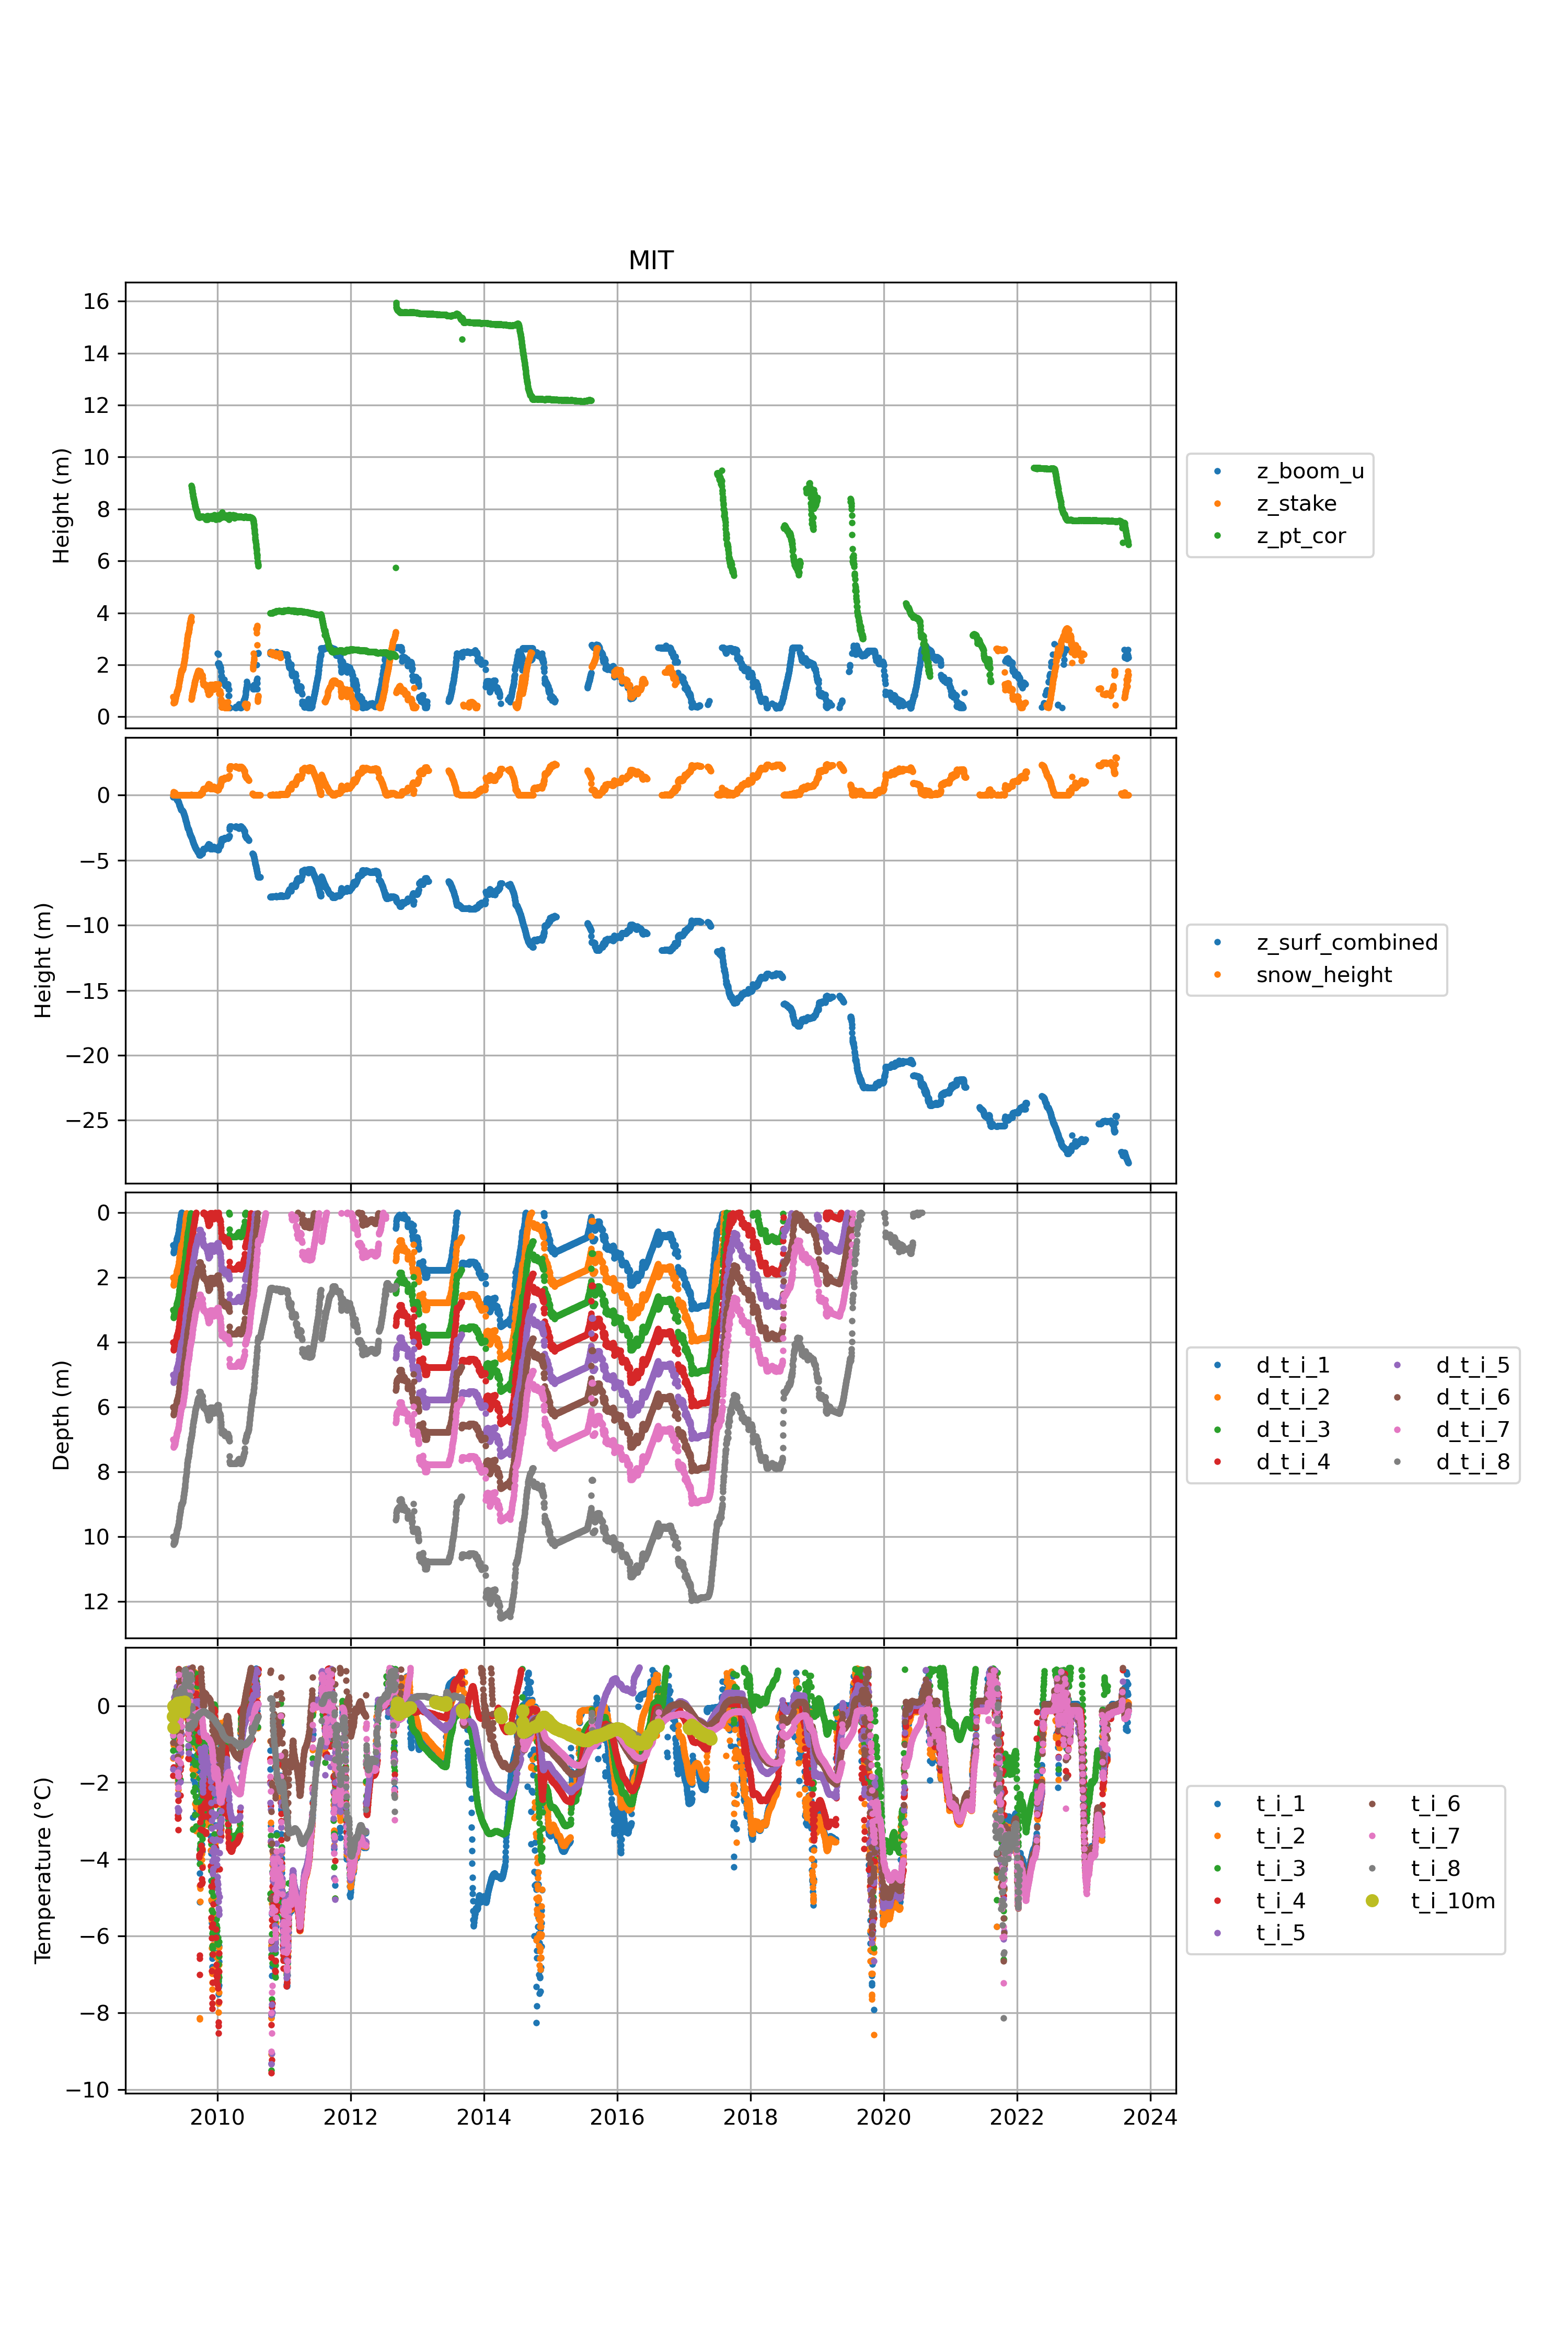 MIT
16
14
12
10
8
6
4
2
0
Height (m)
z_boom_u
z_stake
z_pt_cor
0
−5
−10
−15
−20
−25
Height (m)
z_surf_combined
snow_height
0
2
4
6
8
10
12
Depth (m)
d_t_i_1
d_t_i_2
d_t_i_3
d_t_i_4
d_t_i_5
d_t_i_6
d_t_i_7
d_t_i_8
0
−2
−4
−6
−8
−10
Temperature (°C)
t_i_1
t_i_2
t_i_3
t_i_4
t_i_5
t_i_6
t_i_7
t_i_8
t_i_10m
2010 2012 2014 2016 2018 2020 2022 2024